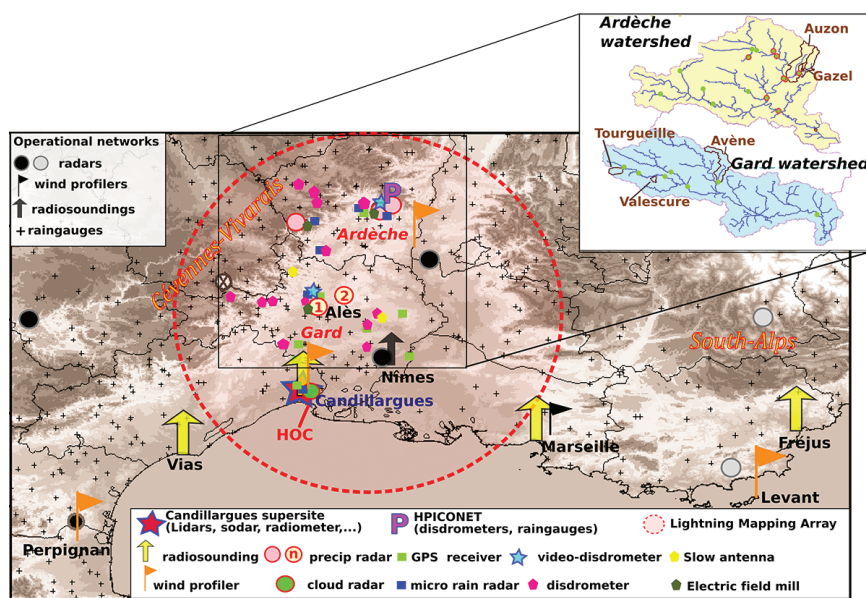 Ardèche
watershed
Auzon
Gazel
Tourgueille
Avène
Gard watershed
Valescure
Operational networks
radars
wind profilers
radiosoundings
raingauges
Cévennes-Vivarais
P
Ardèche
X
1
2
Alès
Gard
South-Alps
Nîmes
Candillargues
HOC
Vias
Marseille
Fréjus
Levant
Perpignan
Candillargues supersite
(Lidars, sodar, radiometer,...)
P HPICONET
(disdrometers, raingauges)
Lightning Mapping Array
radiosounding n precip radar GPS receiver video-disdrometer Slow antenna
wind profiler cloud radar micro rain radar disdrometer Electric field mill